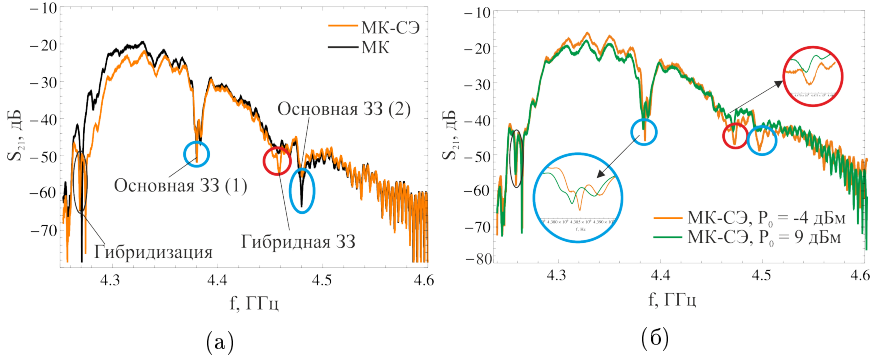 а)
МК-СЭ
МК
-20
-30
-40
-50
-60
-70
S₂₁, дБ
Основная ЗЗ (2)
Основная ЗЗ (1)
Гибридная ЗЗ
Гибридизация
4.3
4.4
4.5
4.6
f, ГГц
(а)
б)
-10
-20
-30
-40
-50
-60
-70
-80
S₂₁, дБ
f, Hz
МК-СЭ, P₀ = -4 дБм
МК-СЭ, P₀ = 9 дБм
4.3
4.4
4.5
4.6
f, ГГц
(б)